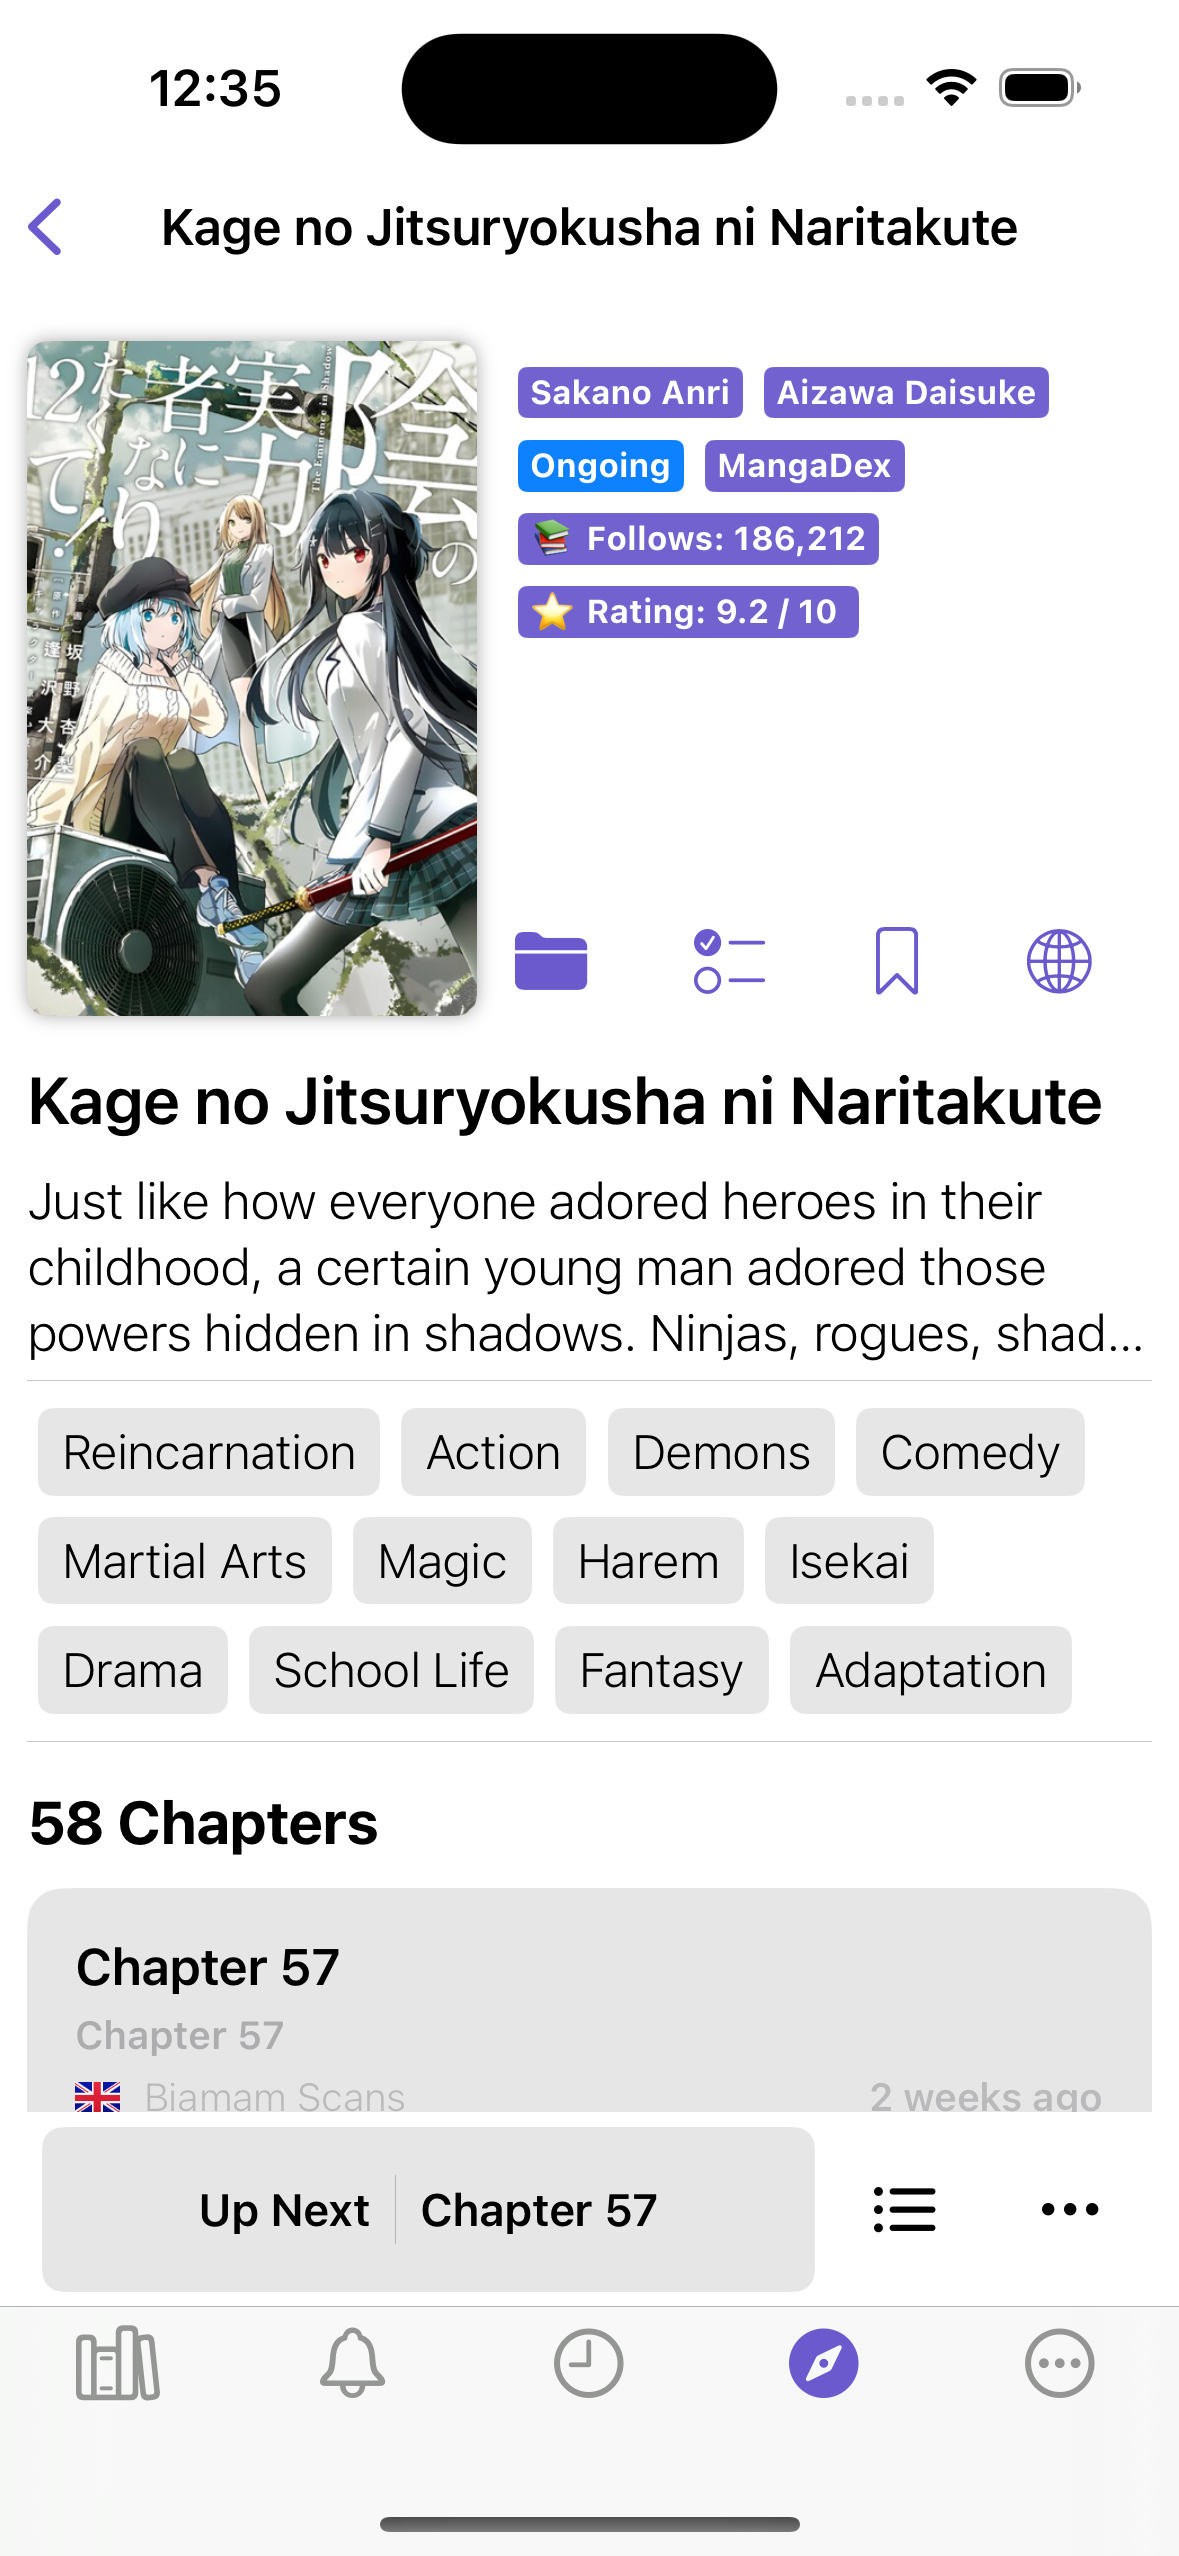 12:35
Kage no Jitsuryokusha ni Naritakute
陰の
実力
者に
なり
たくて!
12
The Eminence in Shadow
漫画 坂野杏梨
原作 逢沢大介
Sakano Anri Aizawa Daisuke
Ongoing MangaDex
📚 Follows: 186,212
⭐ Rating: 9.2 / 10
Kage no Jitsuryokusha ni Naritakute
Just like how everyone adored heroes in their
childhood, a certain young man adored those
powers hidden in shadows. Ninjas, rogues, shad...
Reincarnation Action Demons Comedy
Martial Arts Magic Harem Isekai
Drama School Life Fantasy Adaptation
58 Chapters
Chapter 57
Chapter 57
Biamam Scans 2 weeks ago
Up Next Chapter 57